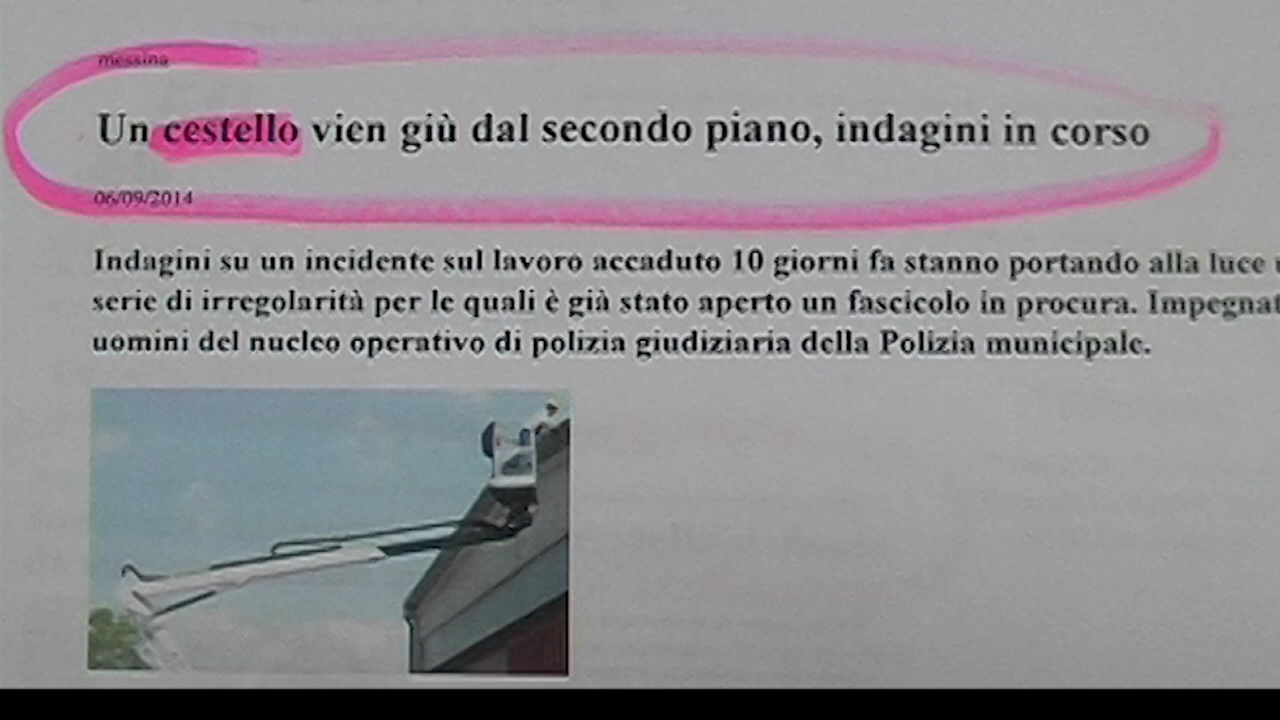 messina
Un cestello vien giù dal secondo piano, indagini in corso
06/09/2014
Indagini su un incidente sul lavoro accaduto 10 giorni fa stanno portando alla luce
serie di irregolarità per le quali è già stato aperto un fascicolo in procura.
uomini del nucleo operativo di polizia giudiziaria della Polizia municipale.